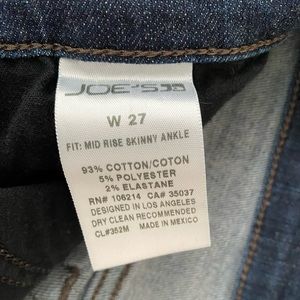 JOE'S
W 27
FIT: MID RISE SKINNY ANKLE
93% COTTON/COTON
5% POLYESTER
2% ELASTANE
RN# 106214 CA# 35037
DESIGNED IN LOS ANGELES
DRY CLEAN RECOMMENDED
CL#352M MADE IN MEXICO